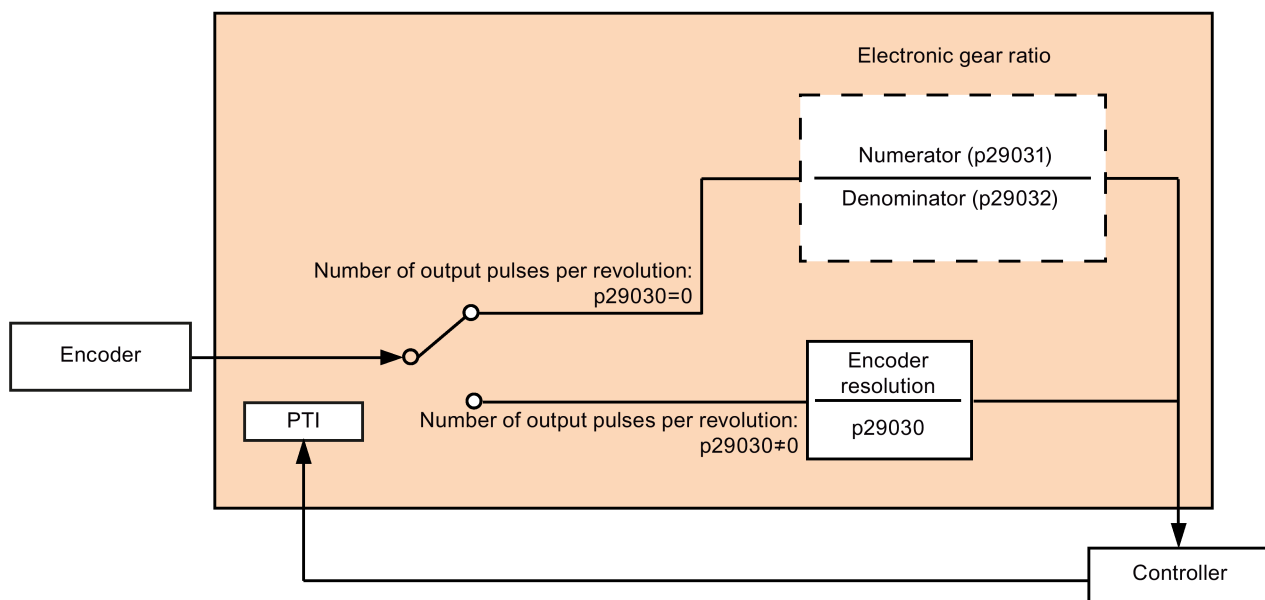 Electronic gear ratio
Numerator (p29031)
Denominator (p29032)
Number of output pulses per revolution:
p29030=0
Encoder
Encoder
resolution
p29030
PTI
Number of output pulses per revolution:
p29030≠0
Controller